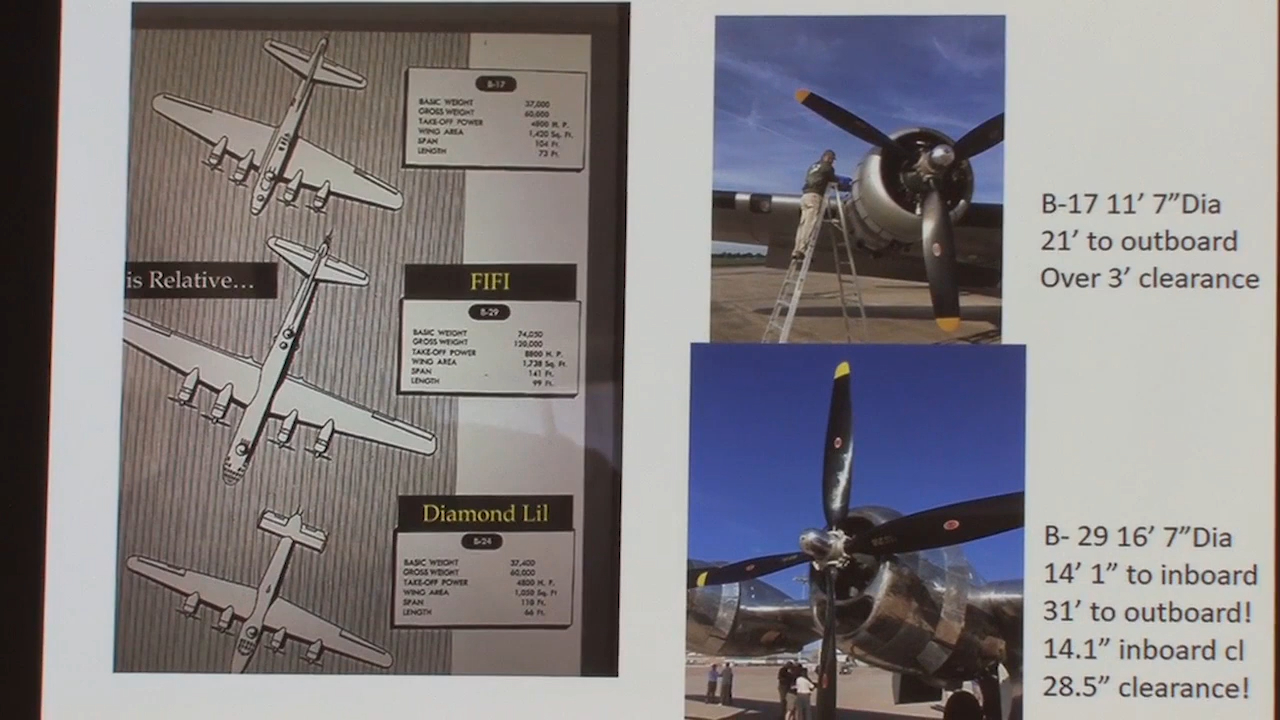 B-17
BASIC WEIGHT 37,000
GROSS WEIGHT 60,000
TAKE-OFF POWER 4800 H. P.
WING AREA 1,420 Sq. Ft.
SPAN 104 Ft.
LENGTH 73 Ft.
is Relative...
FIFI
B-29
BASIC WEIGHT 74,050
GROSS WEIGHT 120,000
TAKE-OFF POWER 8800 H. P.
WING AREA 1,738 Sq. Ft.
SPAN 141 Ft.
LENGTH 99 Ft.
Diamond Lil
B-24
BASIC WEIGHT 37,400
GROSS WEIGHT 60,000
TAKE-OFF POWER 4800 H. P.
WING AREA 1,050 Sq. Ft
SPAN 110 Ft.
LENGTH 66 Ft.
B-17 11’ 7”Dia
21’ to outboard
Over 3’ clearance
B- 29 16’ 7”Dia
14’ 1” to inboard
31’ to outboard!
14.1” inboard cl
28.5” clearance!